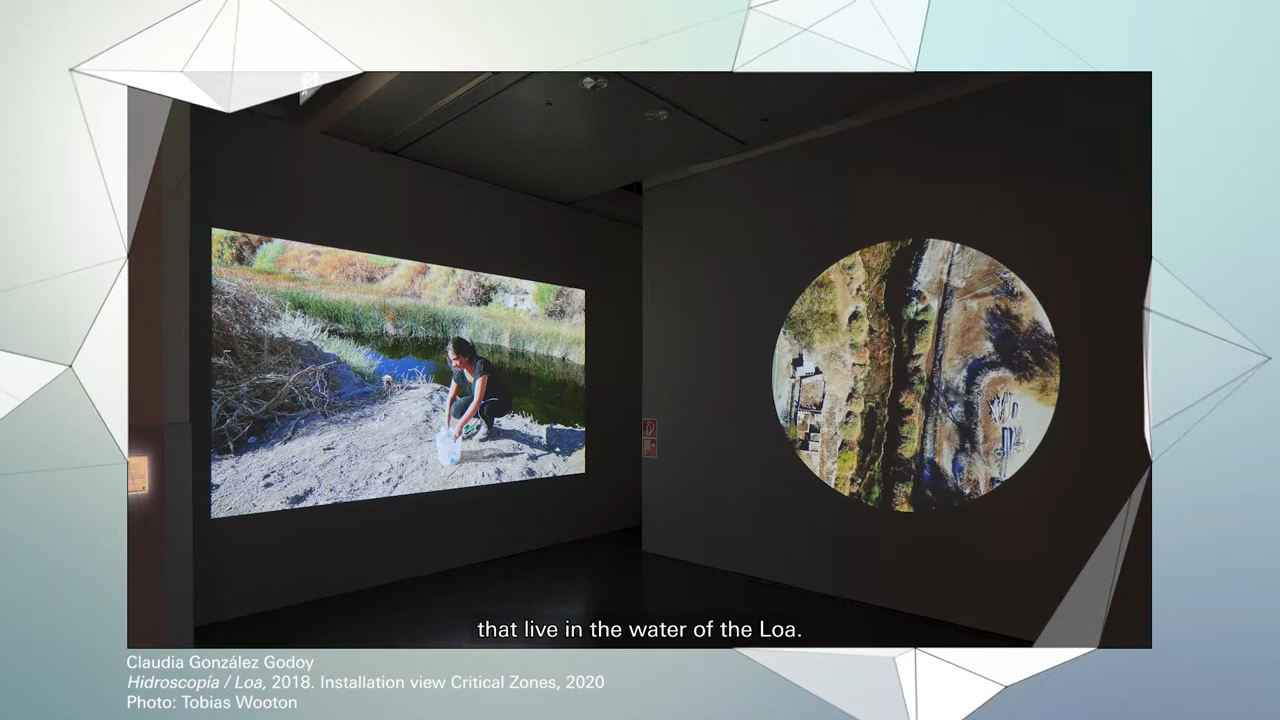 that live in the water of the Loa.
Claudia González Godoy
Hidroscopía / Loa, 2018. Installation view Critical Zones, 2020
Photo: Tobias Wooton